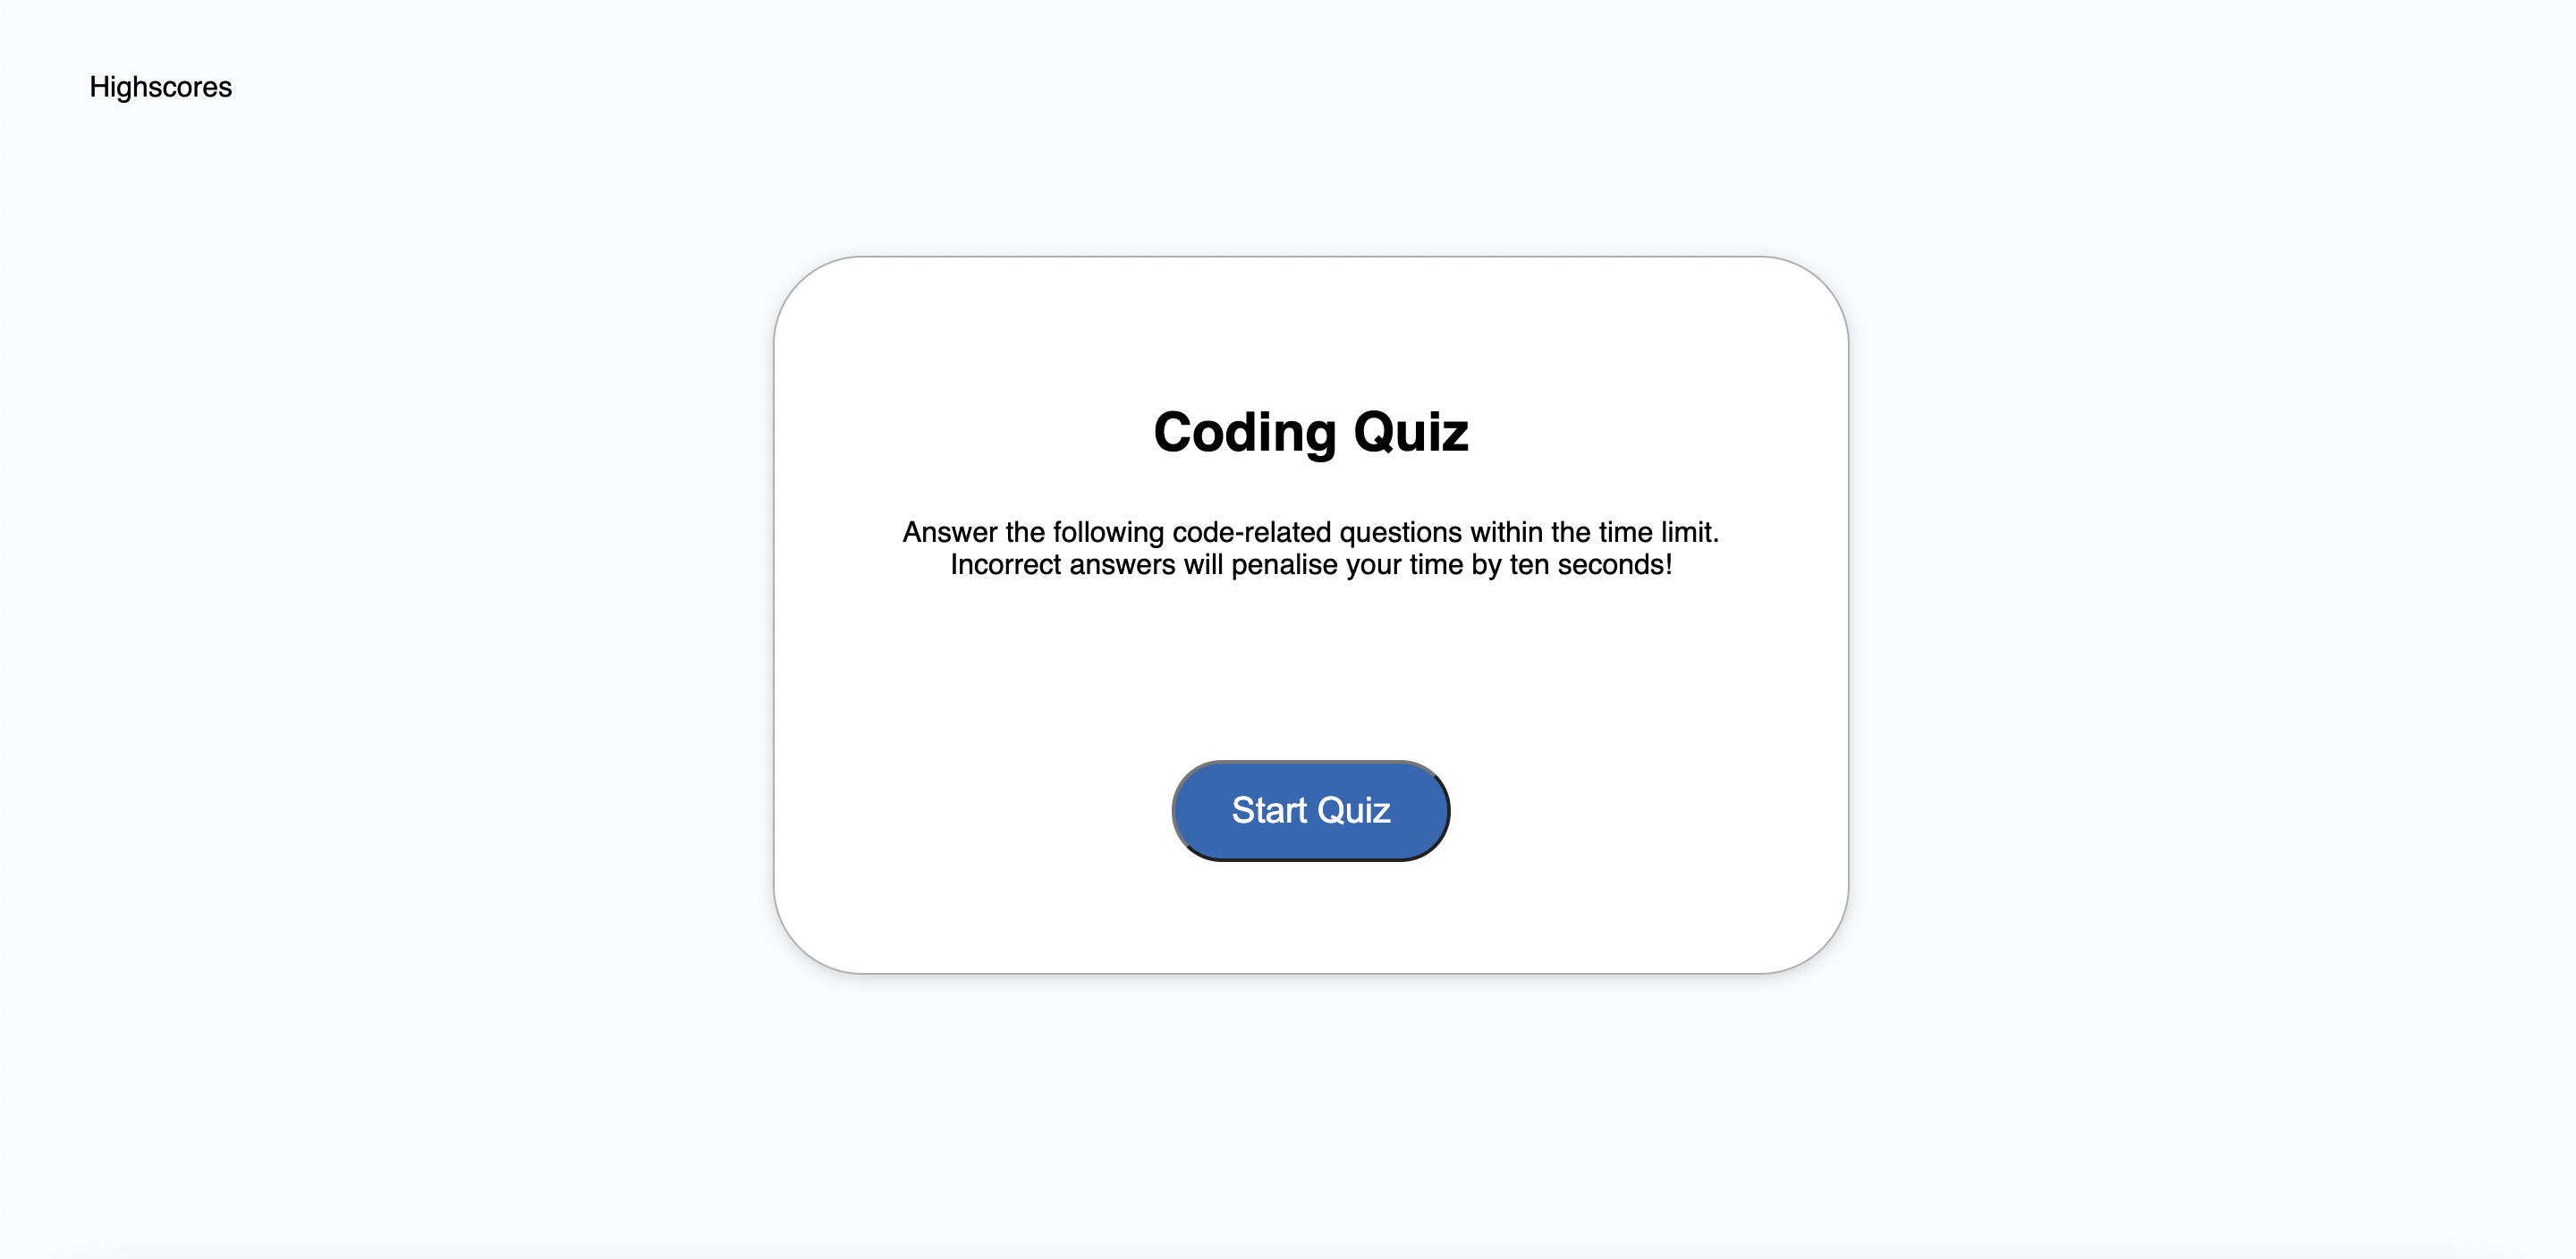 Highscores
Coding Quiz
Answer the following code-related questions within the time limit.
Incorrect answers will penalise your time by ten seconds!
Start Quiz